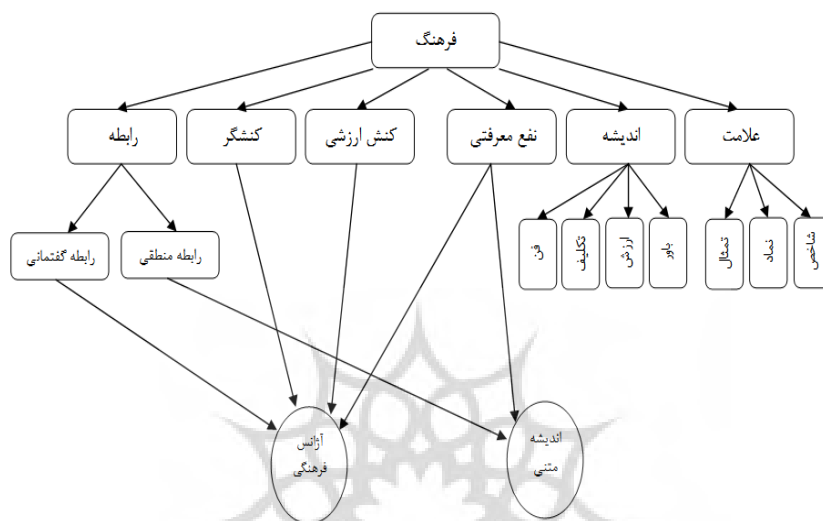 فرهنگ
علامت
اندیشه
نفع معرفتی
کنش ارزشی
کنشگر
رابطه
شاخص
نماد
تمثال
باور
ارزش
تکلیف
فن
رابطه منطقی
رابطه گفتمانی
اندیشه
متنی
آژانس
فرهنگی